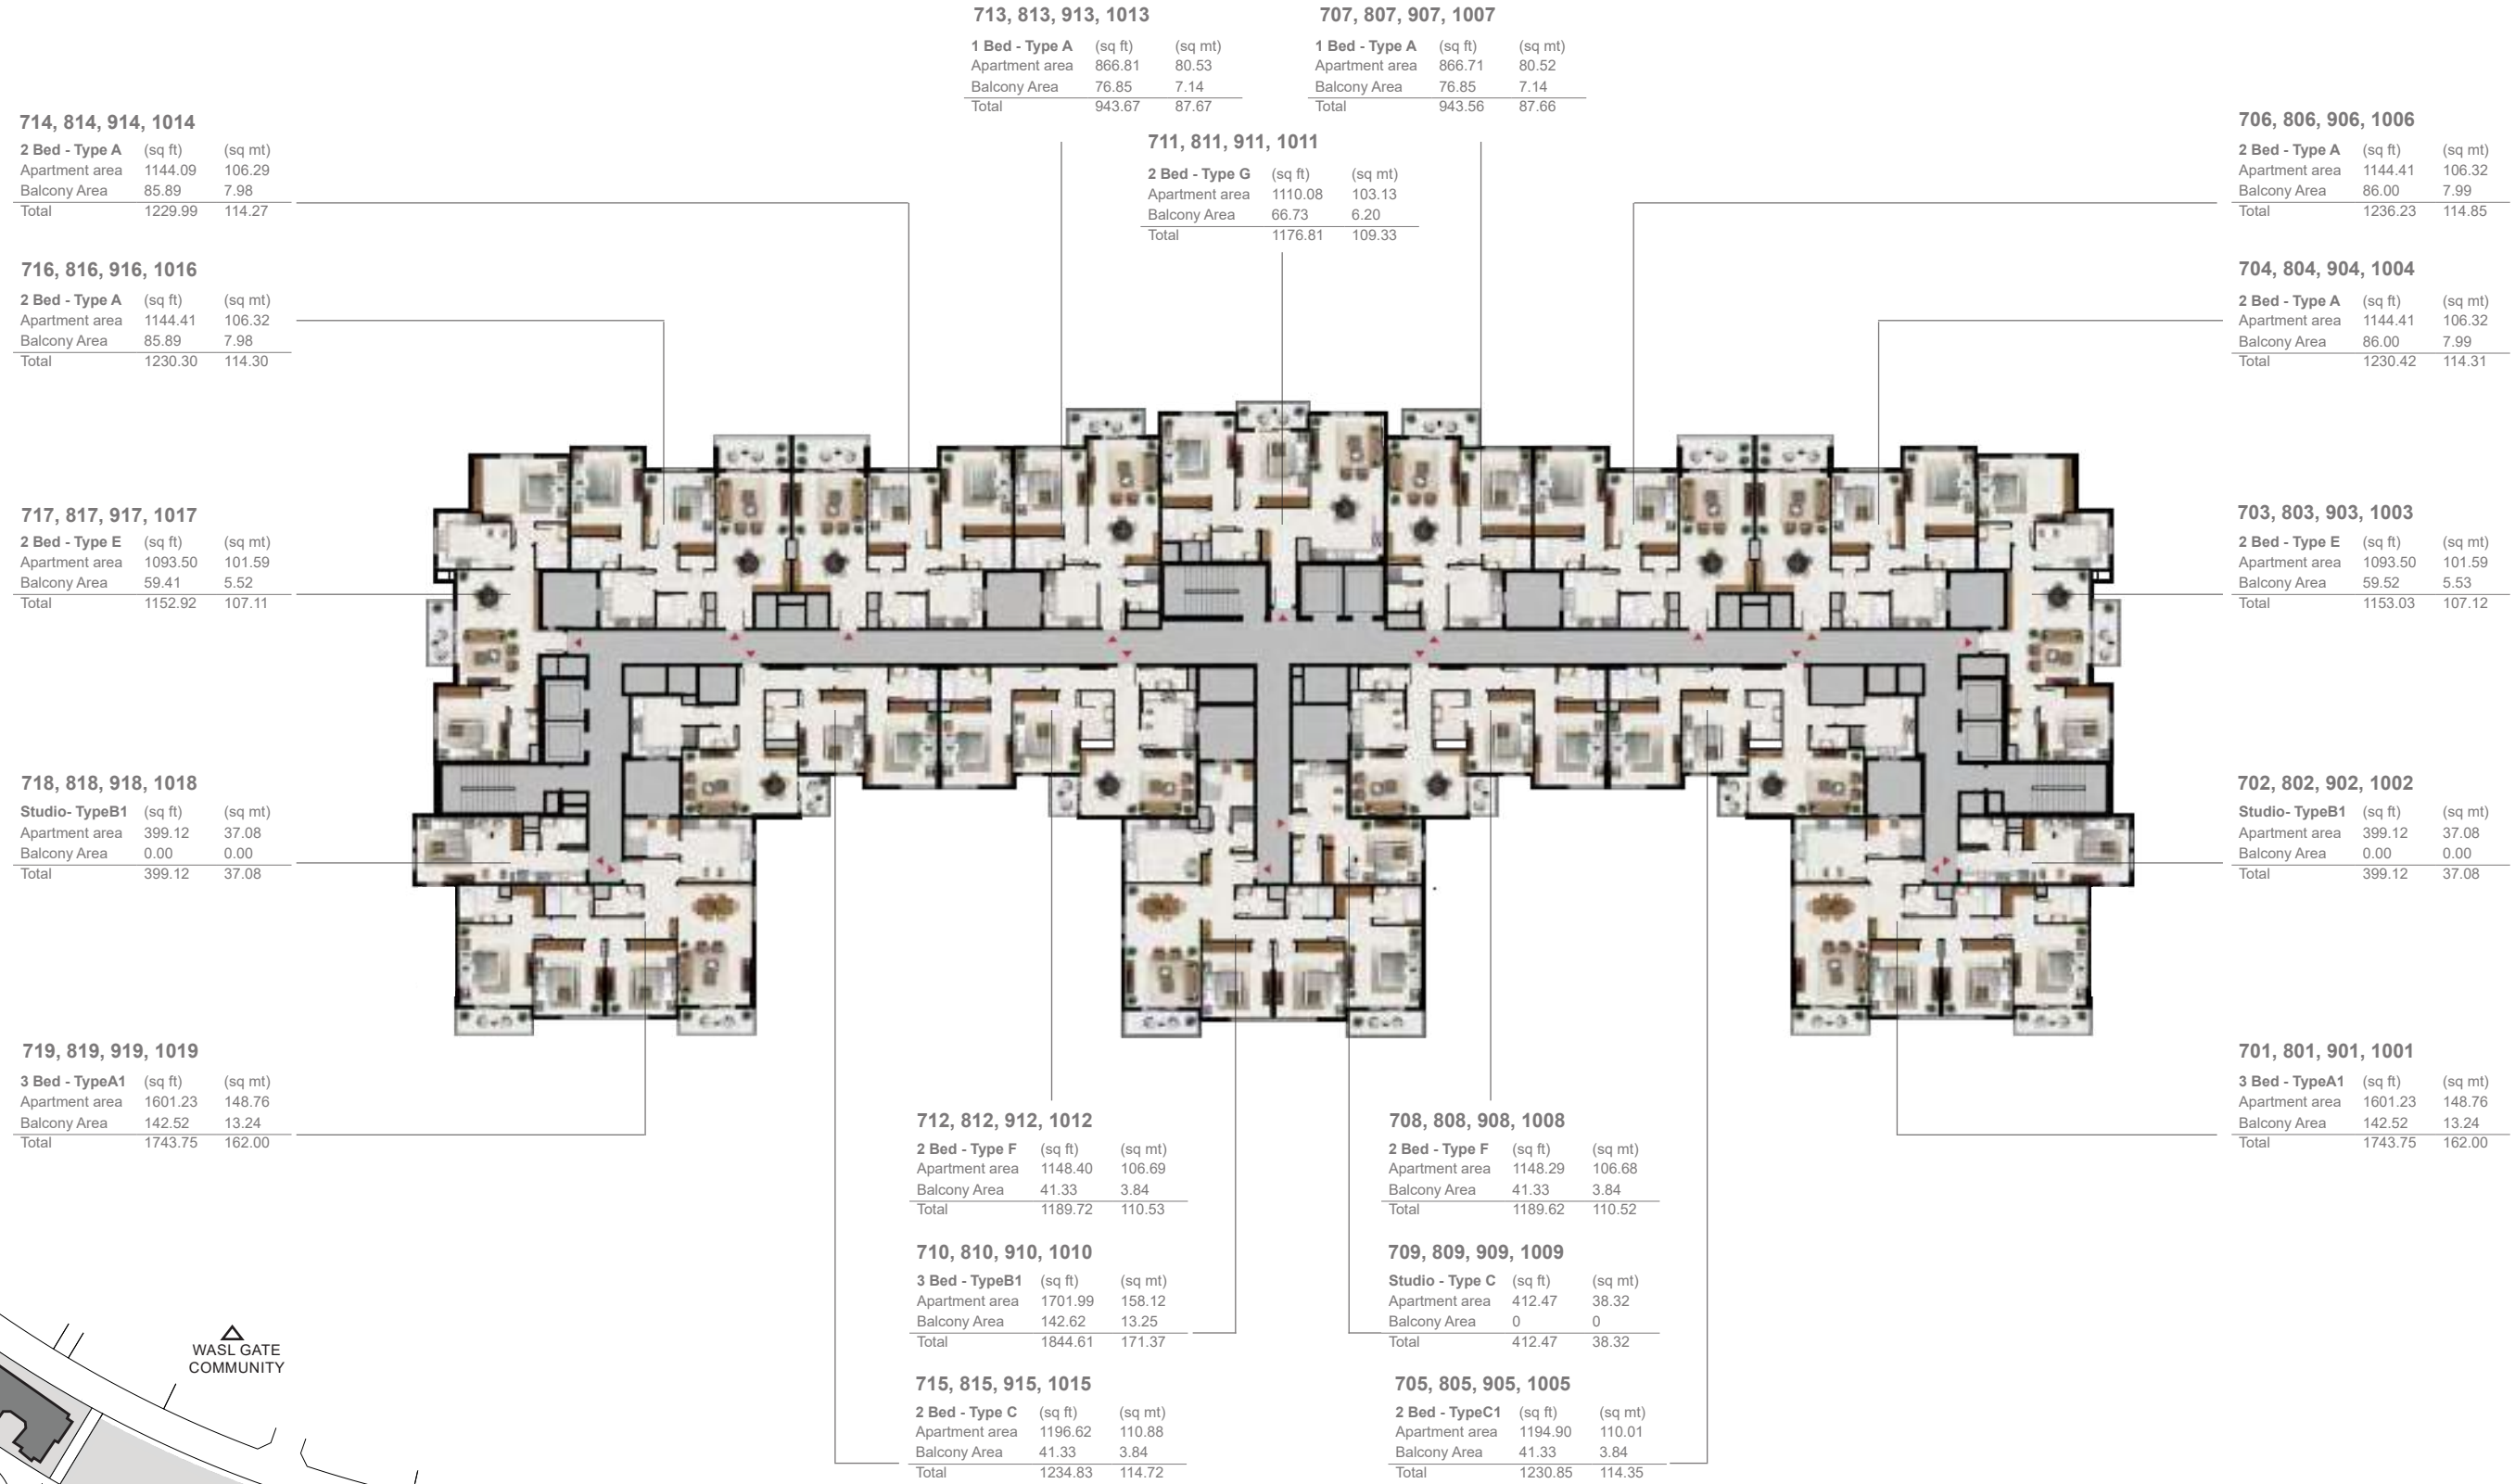 713, 813, 913, 1013
1 Bed - Type A (sq ft) (sq mt)
Apartment area 866.81 80.53
Balcony Area 76.85 7.14
Total 943.67 87.67
707, 807, 907, 1007
1 Bed - Type A (sq ft) (sq mt)
Apartment area 866.71 80.52
Balcony Area 76.85 7.14
Total 943.56 87.66
711, 811, 911, 1011
2 Bed - Type G (sq ft) (sq mt)
Apartment area 1110.08 103.13
Balcony Area 66.73 6.20
Total 1176.81 109.33
714, 814, 914, 1014
2 Bed - Type A (sq ft) (sq mt)
Apartment area 1144.09 106.29
Balcony Area 85.89 7.98
Total 1229.99 114.27
716, 816, 916, 1016
2 Bed - Type A (sq ft) (sq mt)
Apartment area 1144.41 106.32
Balcony Area 85.89 7.98
Total 1230.30 114.30
717, 817, 917, 1017
2 Bed - Type E (sq ft) (sq mt)
Apartment area 1093.50 101.59
Balcony Area 59.41 5.52
Total 1152.92 107.11
718, 818, 918, 1018
Studio- TypeB1 (sq ft) (sq mt)
Apartment area 399.12 37.08
Balcony Area 0.00 0.00
Total 399.12 37.08
719, 819, 919, 1019
3 Bed - TypeA1 (sq ft) (sq mt)
Apartment area 1601.23 148.76
Balcony Area 142.52 13.24
Total 1743.75 162.00
706, 806, 906, 1006
2 Bed - Type A (sq ft) (sq mt)
Apartment area 1144.41 106.32
Balcony Area 86.00 7.99
Total 1236.23 114.85
704, 804, 904, 1004
2 Bed - Type A (sq ft) (sq mt)
Apartment area 1144.41 106.32
Balcony Area 86.00 7.99
Total 1230.42 114.31
703, 803, 903, 1003
2 Bed - Type E (sq ft) (sq mt)
Apartment area 1093.50 101.59
Balcony Area 59.52 5.53
Total 1153.03 107.12
702, 802, 902, 1002
Studio- TypeB1 (sq ft) (sq mt)
Apartment area 399.12 37.08
Balcony Area 0.00 0.00
Total 399.12 37.08
701, 801, 901, 1001
3 Bed - TypeA1 (sq ft) (sq mt)
Apartment area 1601.23 148.76
Balcony Area 142.52 13.24
Total 1743.75 162.00
712, 812, 912, 1012
2 Bed - Type F (sq ft) (sq mt)
Apartment area 1148.40 106.69
Balcony Area 41.33 3.84
Total 1189.72 110.53
708, 808, 908, 1008
2 Bed - Type F (sq ft) (sq mt)
Apartment area 1148.29 106.68
Balcony Area 41.33 3.84
Total 1189.62 110.52
710, 810, 910, 1010
3 Bed - TypeB1 (sq ft) (sq mt)
Apartment area 1701.99 158.12
Balcony Area 142.62 13.25
Total 1844.61 171.37
709, 809, 909, 1009
Studio - Type C (sq ft) (sq mt)
Apartment area 412.47 38.32
Balcony Area 0 0
Total 412.47 38.32
715, 815, 915, 1015
2 Bed - Type C (sq ft) (sq mt)
Apartment area 1196.62 110.88
Balcony Area 41.33 3.84
Total 1234.83 114.72
705, 805, 905, 1005
2 Bed - TypeC1 (sq ft) (sq mt)
Apartment area 1194.90 110.01
Balcony Area 41.33 3.84
Total 1230.85 114.35
WASL GATE
COMMUNITY